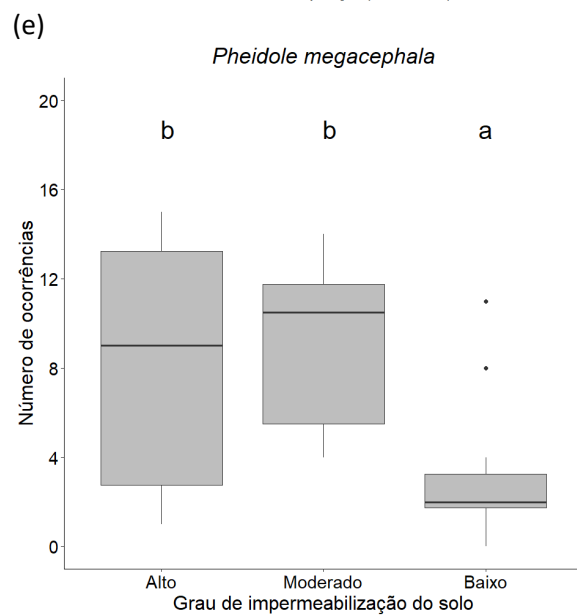 (e)
Pheidole megacephala
20
16
12
8
4
0
b b a
Número de ocorrências
Alto Moderado Baixo
Grau de impermeabilização do solo